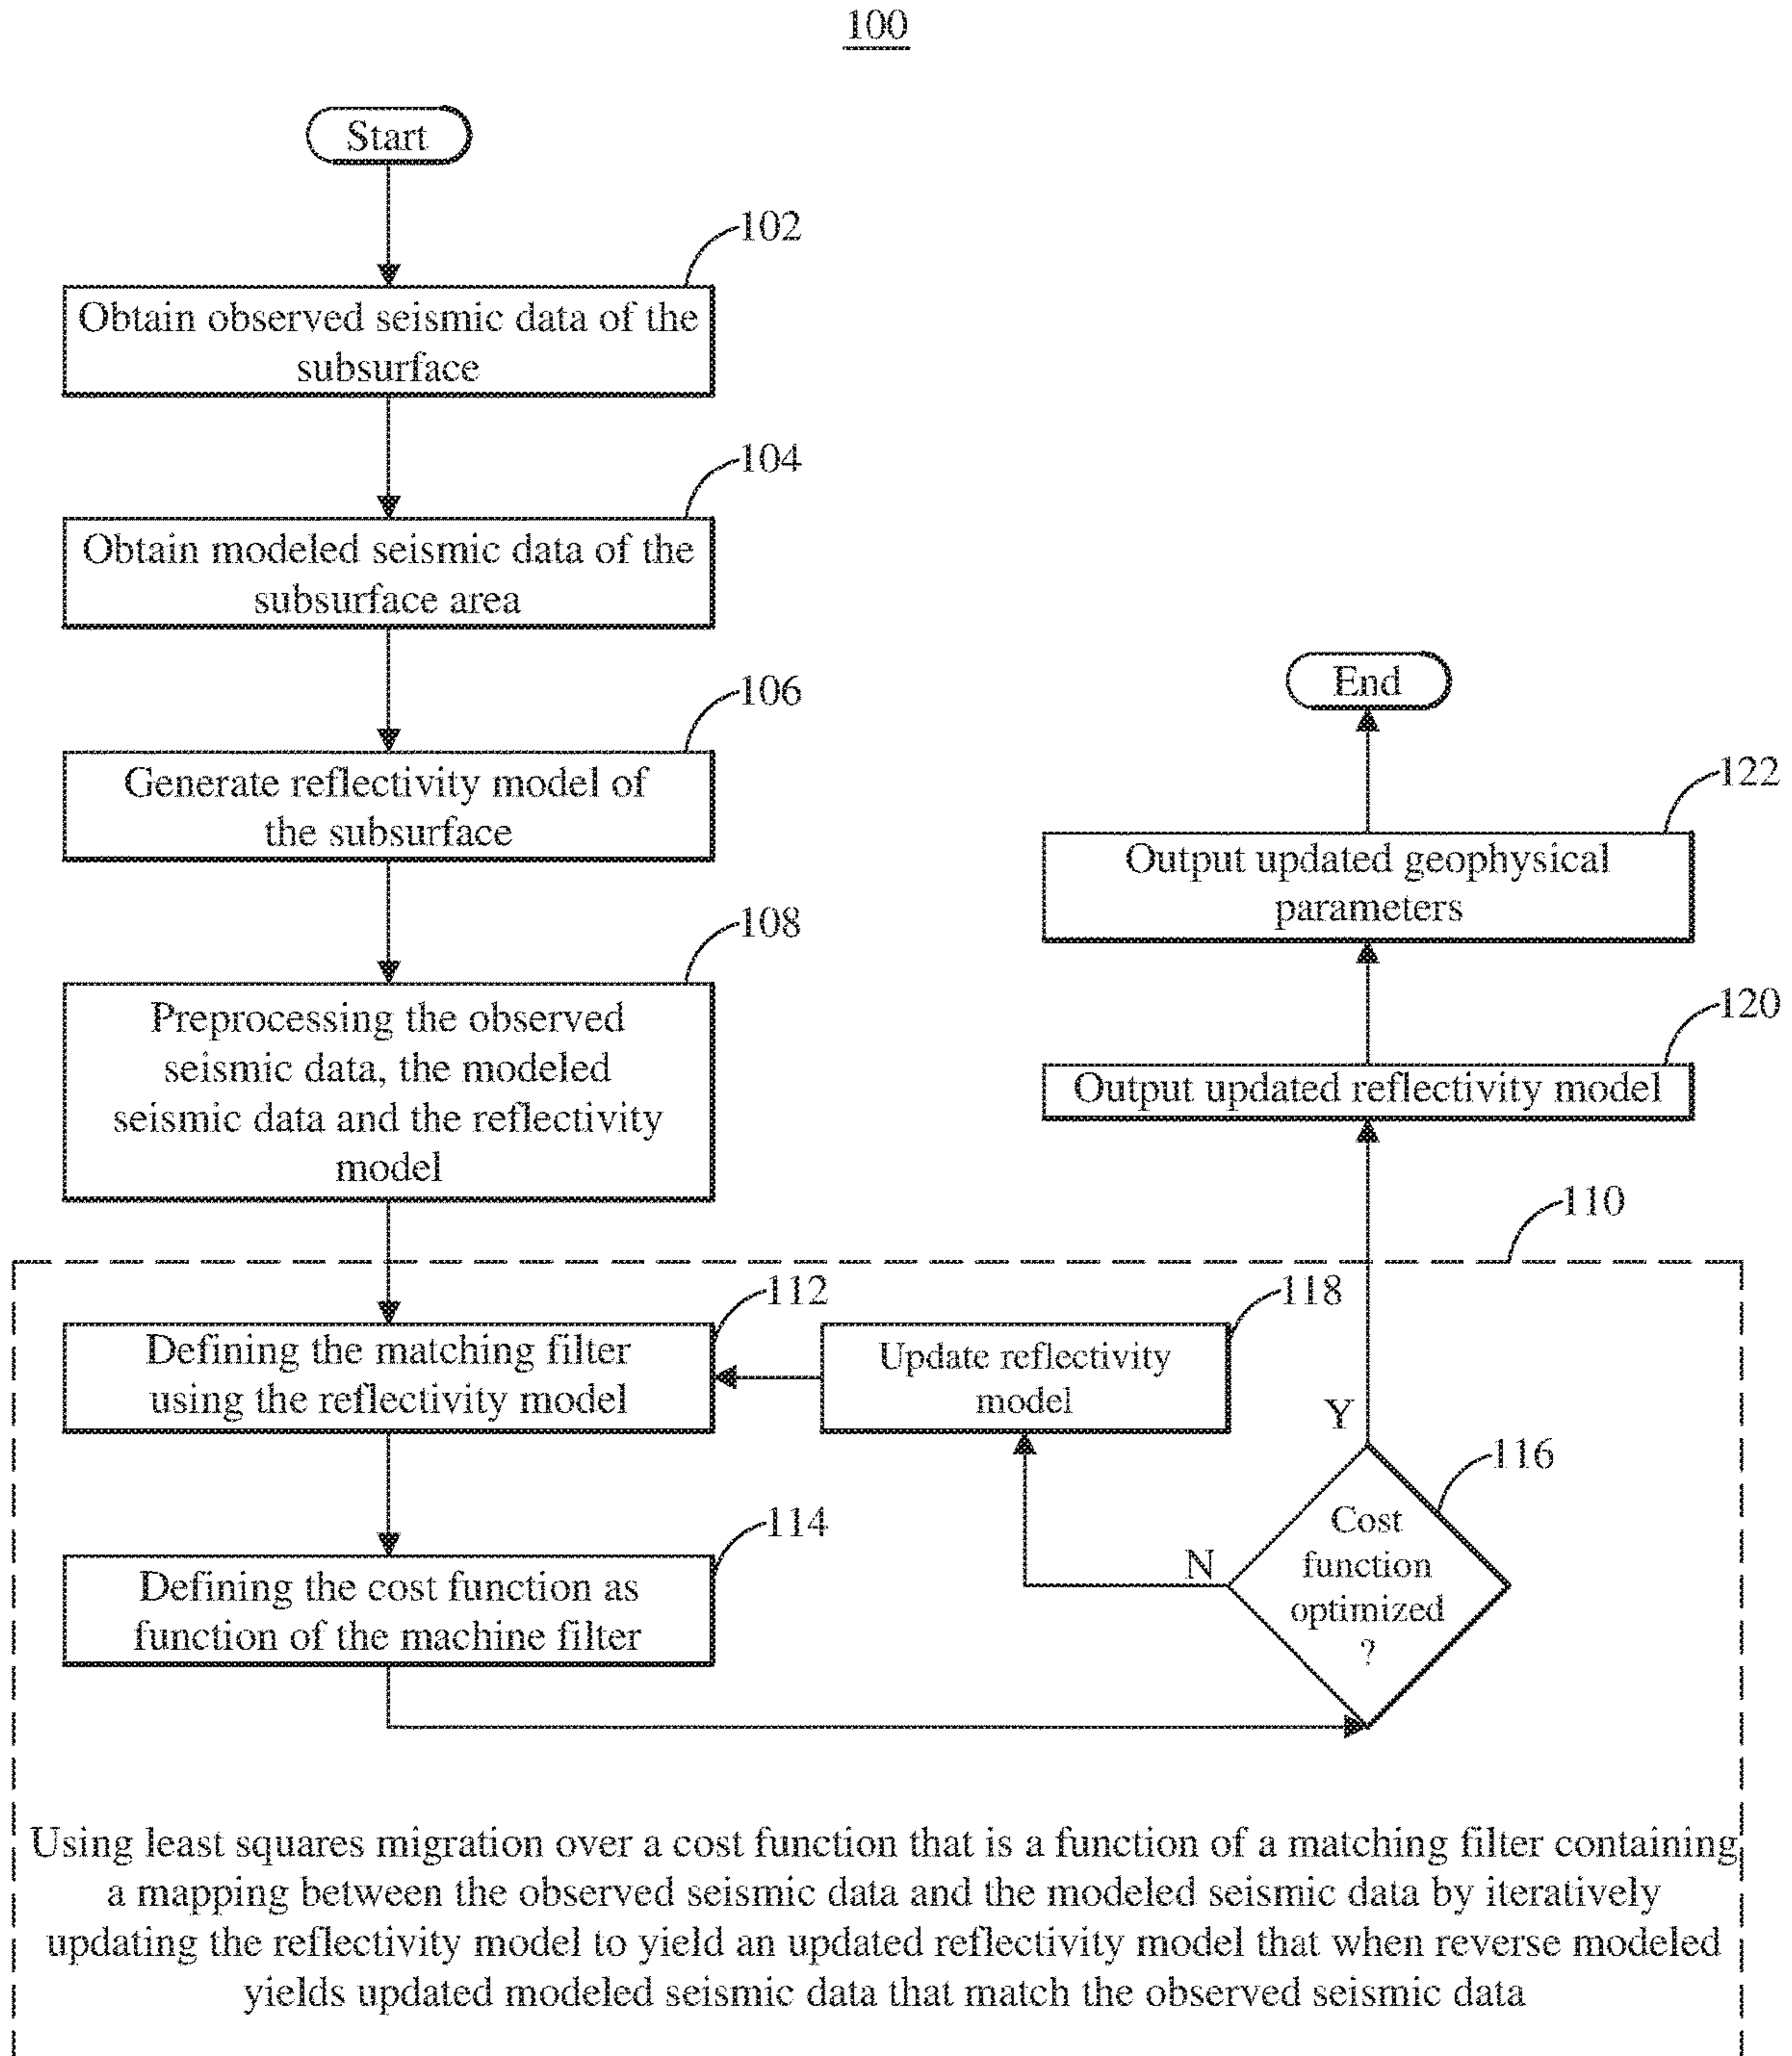 100
Start
102
Obtain observed seismic data of the
subsurface
104
Obtain modeled seismic data of the
subsurface area
106
Generate reflectivity model of
the subsurface
108
Preprocessing the observed
seismic data, the modeled
seismic data and the reflectivity
model
End
122
Output updated geophysical
parameters
120
Output updated reflectivity model
110
112
Defining the matching filter
using the reflectivity model
118
Update reflectivity
model
Y
116
Cost
function
optimized
?
N
114
Defining the cost function as
function of the machine filter
Using least squares migration over a cost function that is a function of a matching filter containing
a mapping between the observed seismic data and the modeled seismic data by iteratively
updating the reflectivity model to yield an updated reflectivity model that when reverse modeled
yields updated modeled seismic data that match the observed seismic data